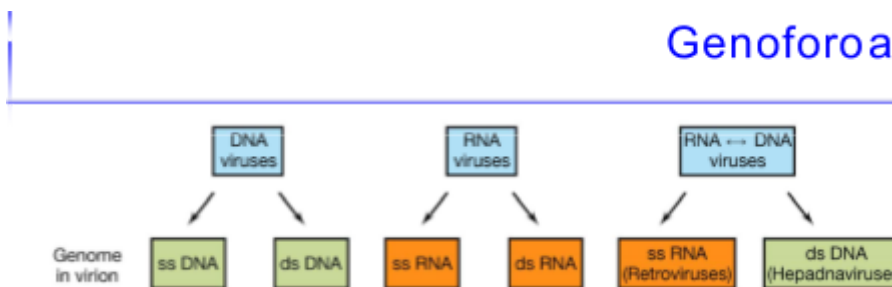 Genoforoa
DNA
viruses
RNA
viruses
RNA ↔ DNA
viruses
Genome
in virion
ss DNA
ds DNA
ss RNA
ds RNA
ss RNA
(Retroviruses)
ds DNA
(Hepadnaviruse